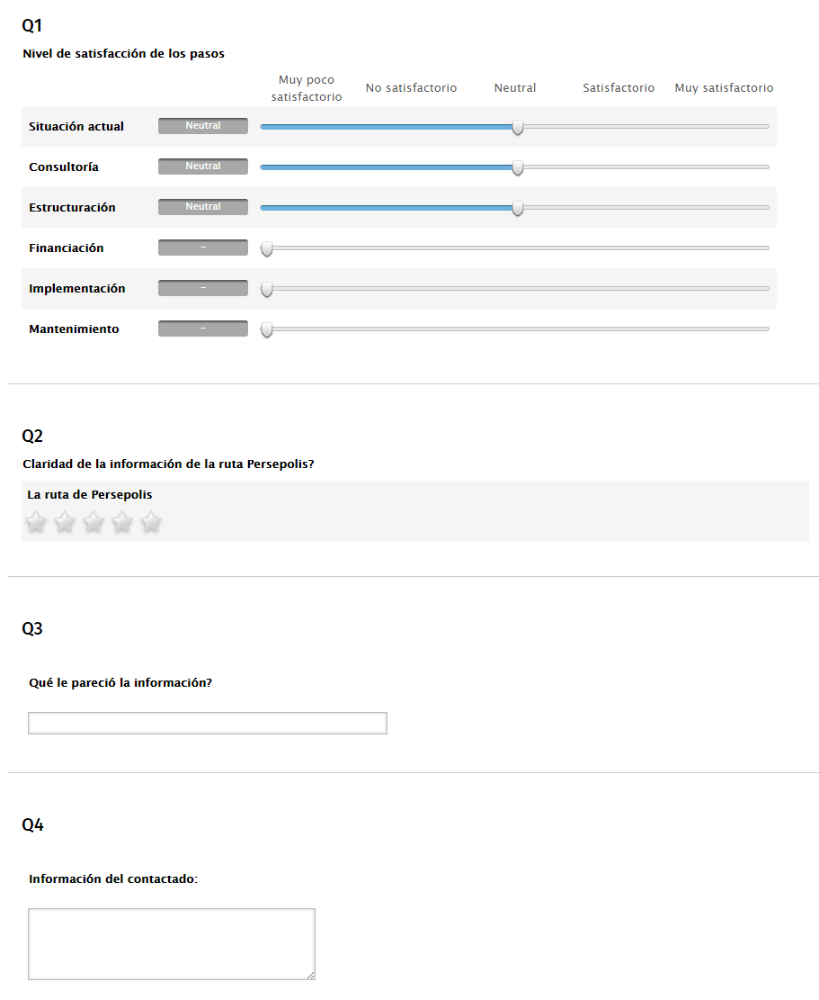 Q1
Nivel de satisfacción de los pasos
Muy poco satisfactorio No satisfactorio Neutral Satisfactorio Muy satisfactorio
Situación actual Neutral
Consultoría Neutral
Estructuración Neutral
Financiación –
Implementación –
Mantenimiento –
Q2
Claridad de la información de la ruta Persepolis?
La ruta de Persepolis
Q3
Qué le pareció la información?
Q4
Información del contactado: